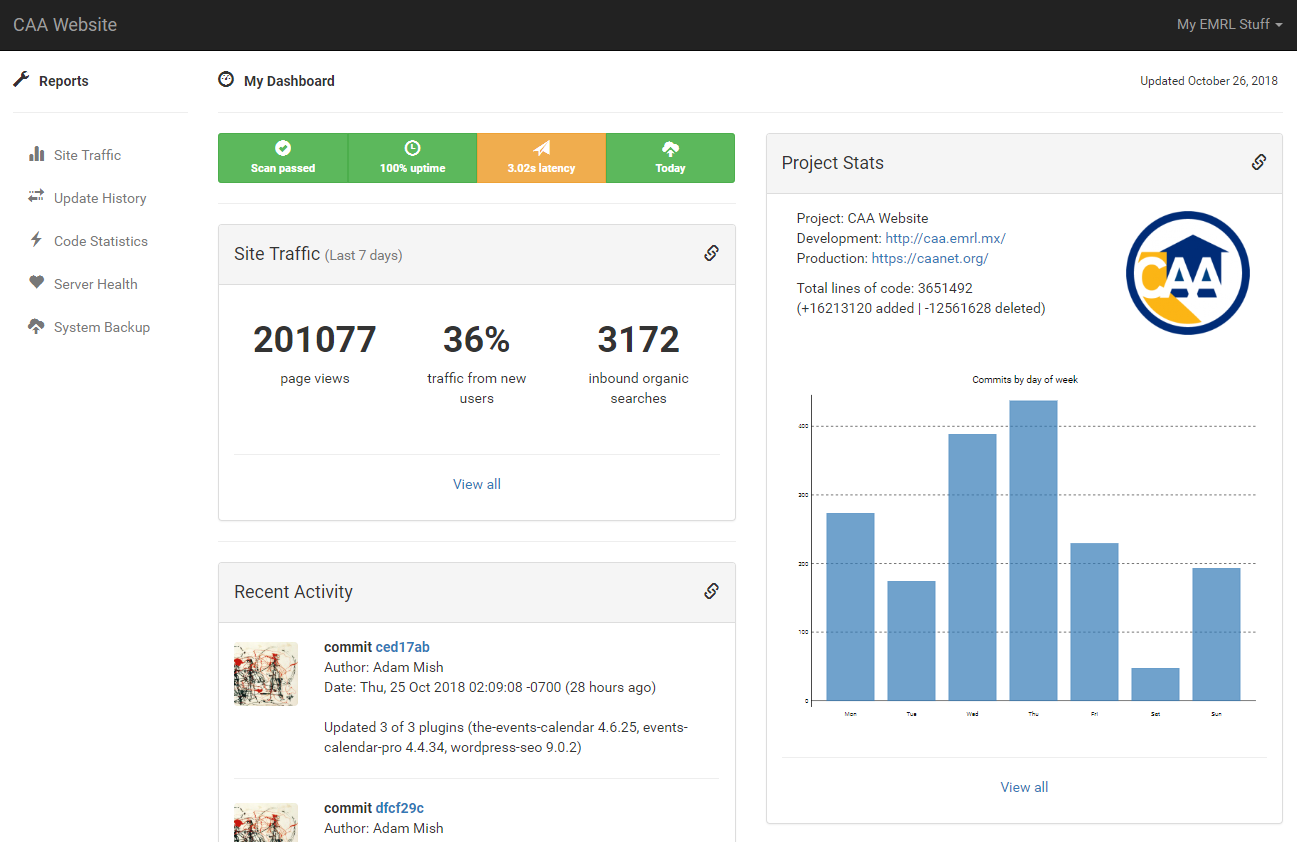 CAA Website
My EMRL Stuff
Reports
My Dashboard
Updated October 26, 2018
Site Traffic
Update History
Code Statistics
Server Health
System Backup
Scan passed
100% uptime
3.02s latency
Today
Site Traffic (Last 7 days)
201077
page views
36%
traffic from new
users
3172
inbound organic
searches
View all
Recent Activity
commit ced17ab
Author: Adam Mish
Date: Thu, 25 Oct 2018 02:09:08 -0700 (28 hours ago)
Updated 3 of 3 plugins (the-events-calendar 4.6.25, events-
calendar-pro 4.4.34, wordpress-seo 9.0.2)
commit dfcf29c
Author: Adam Mish
Project Stats
Project: CAA Website
Development: http://caa.emrl.mx/
Production: https://caanet.org/
Total lines of code: 3651492
(+16213120 added | -12561628 deleted)
CAA
Commits by day of week
400
300
200
100
0
Mon
Tue
Wed
Thu
Fri
Sat
Sun
View all